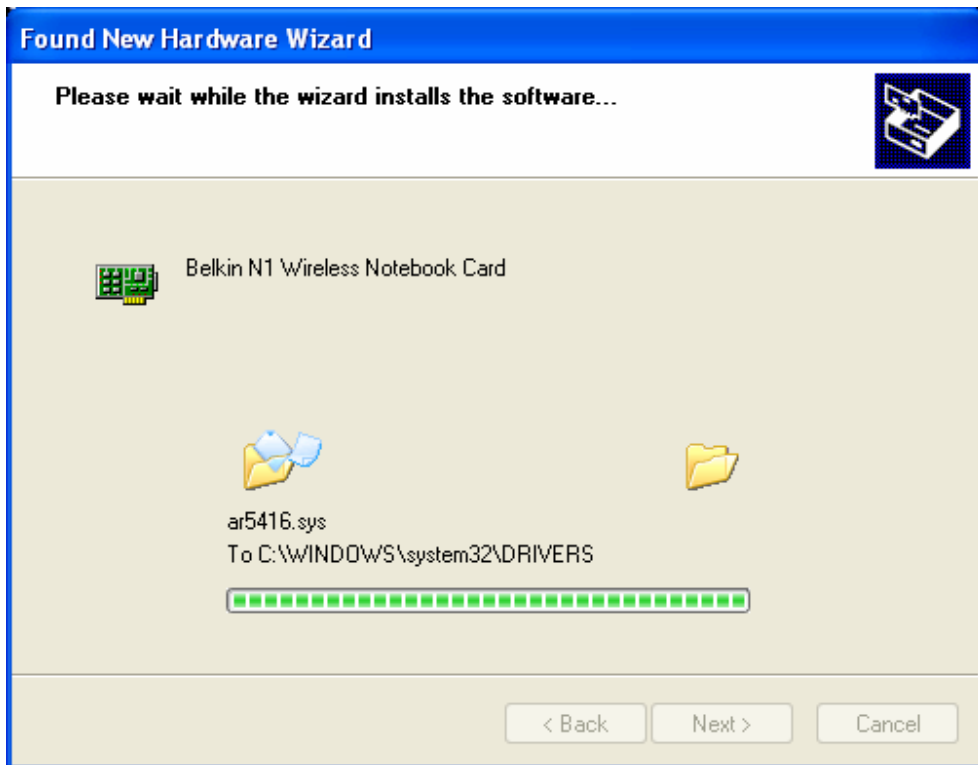 Found New Hardware Wizard
Please wait while the wizard installs the software...
Belkin N1 Wireless Notebook Card
ar5416.sys
To C:\WINDOWS\system32\DRIVERS
< Back
Next >
Cancel